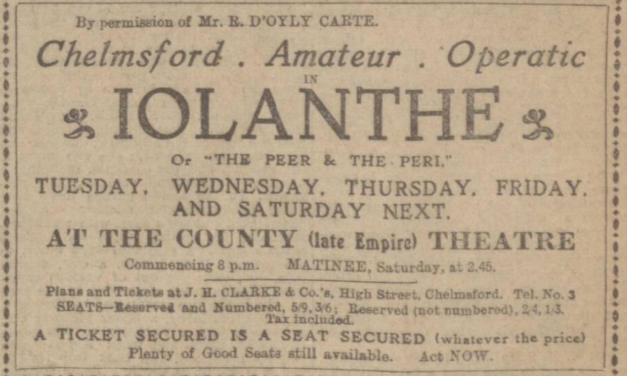 By permission of Mr. R. D'OYLY CARTE.
Chelmsford . Amateur . Operatic
IN
IOLANTHE
Or "THE PEER & THE PERI."
TUESDAY, WEDNESDAY, THURSDAY, FRIDAY,
AND SATURDAY NEXT.
AT THE COUNTY (late Empire) THEATRE
Commencing 8 p.m. MATINEE, Saturday, at 2.45.
Plans and Tickets at J. H. CLARKE & Co.'s, High Street, Chelmsford. Tel. No. 3
SEATS—Reserved and Numbered, 5/9, 3/6; Reserved (not numbered), 2/4, 1/3.
Tax included.
A TICKET SECURED IS A SEAT SECURED (whatever the price)
Plenty of Good Seats still available. Act NOW.